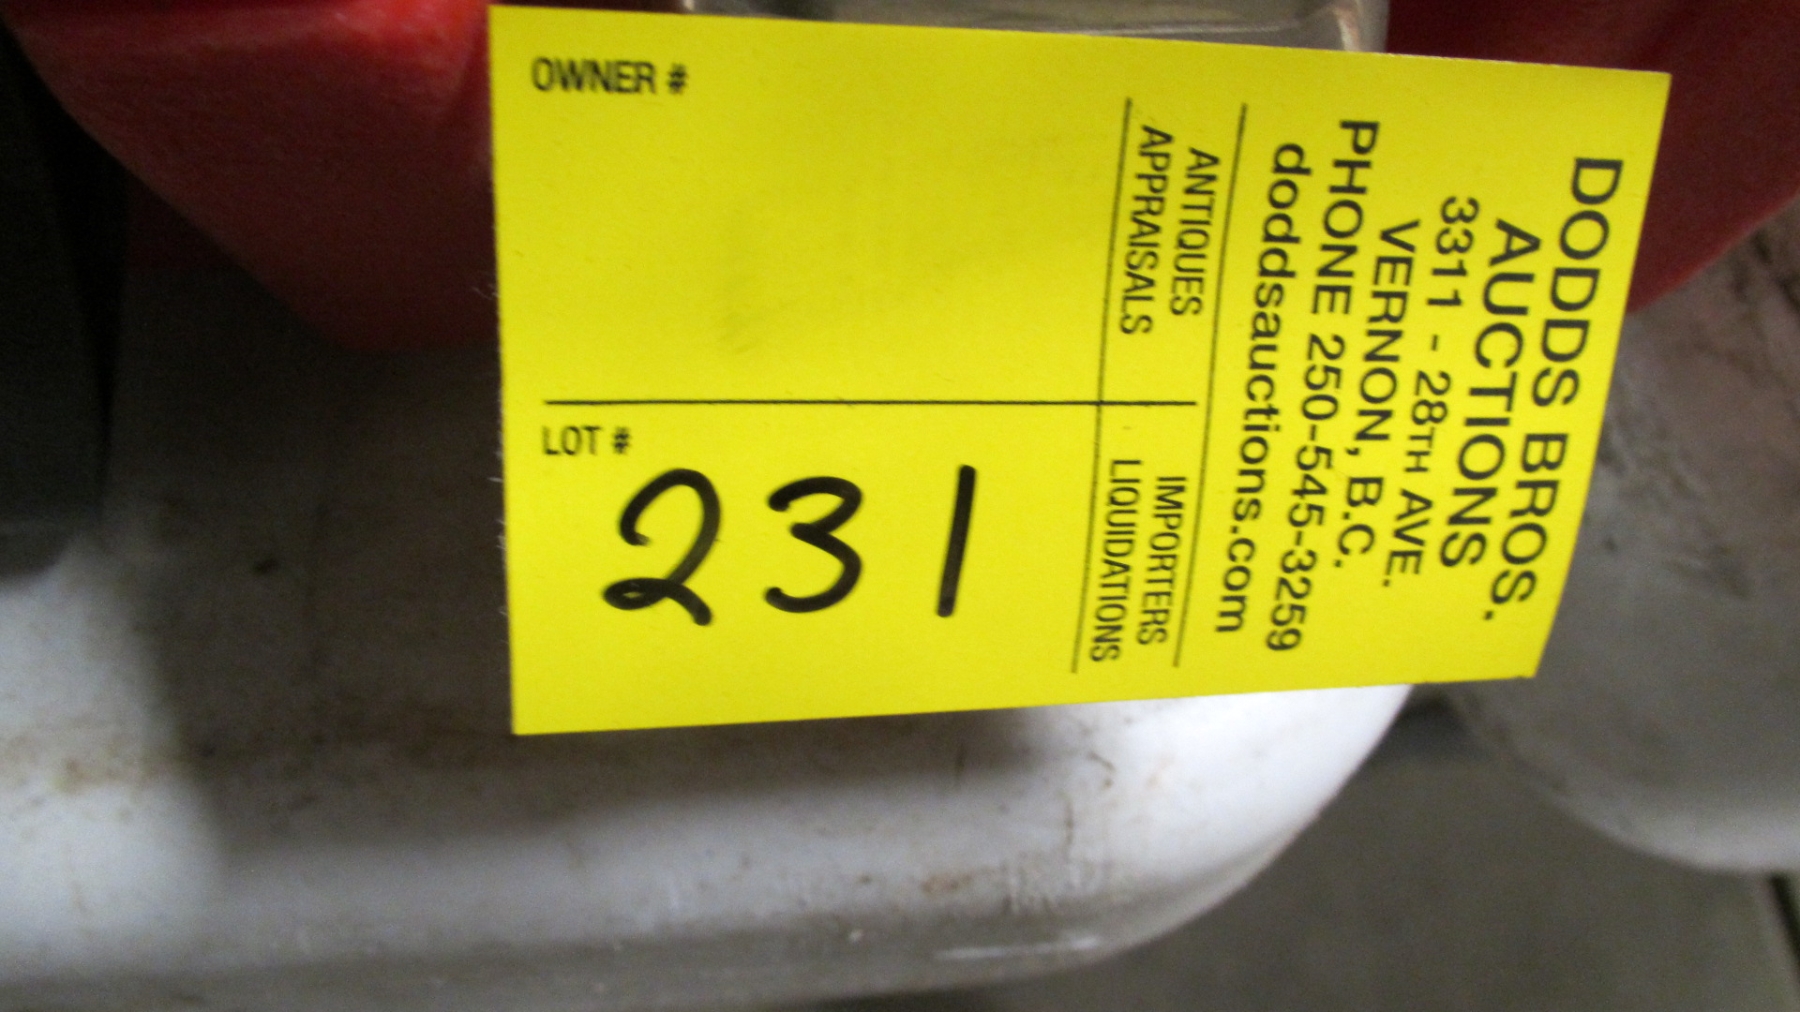 DODDS BROS.
AUCTIONS
3311 - 28TH AVE.
VERNON, B.C.
PHONE 250-545-3259
doddsauctions.com
ANTIQUES
APPRAISALS
IMPORTERS
LIQUIDATIONS
OWNER #
LOT #
231